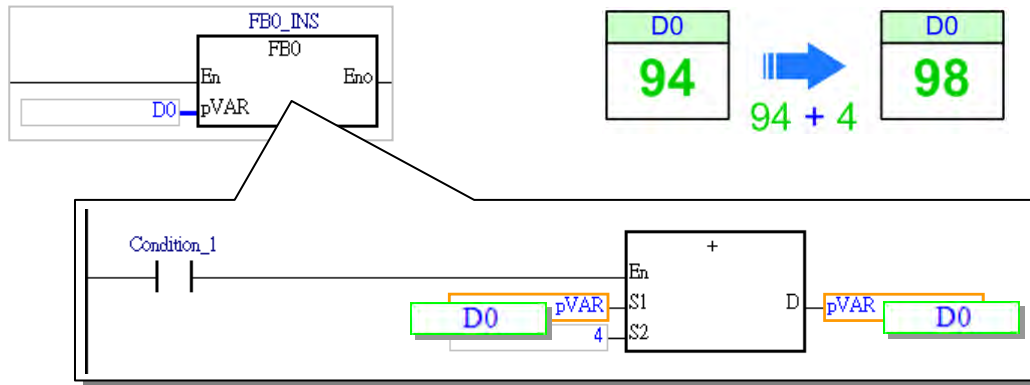 FB0_INS
FB0
En Eno
D0 pVAR
D0
94
D0
98
94 + 4
Condition_1
+
En
D0 pVAR S1 D pVAR D0
4 S2